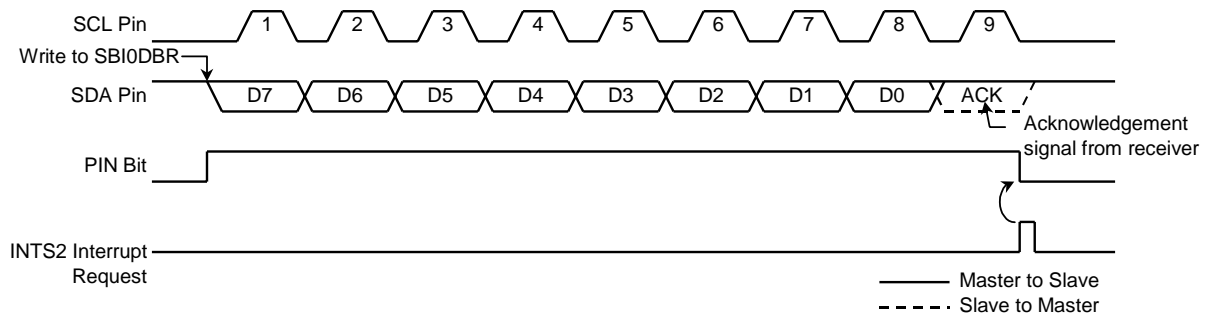 SCL Pin 1 2 3 4 5 6 7 8 9
Write to SBI0DBR
SDA Pin D7 D6 D5 D4 D3 D2 D1 D0 ACK
Acknowledgement
signal from receiver
PIN Bit
INTS2 Interrupt
Request
Master to Slave
Slave to Master